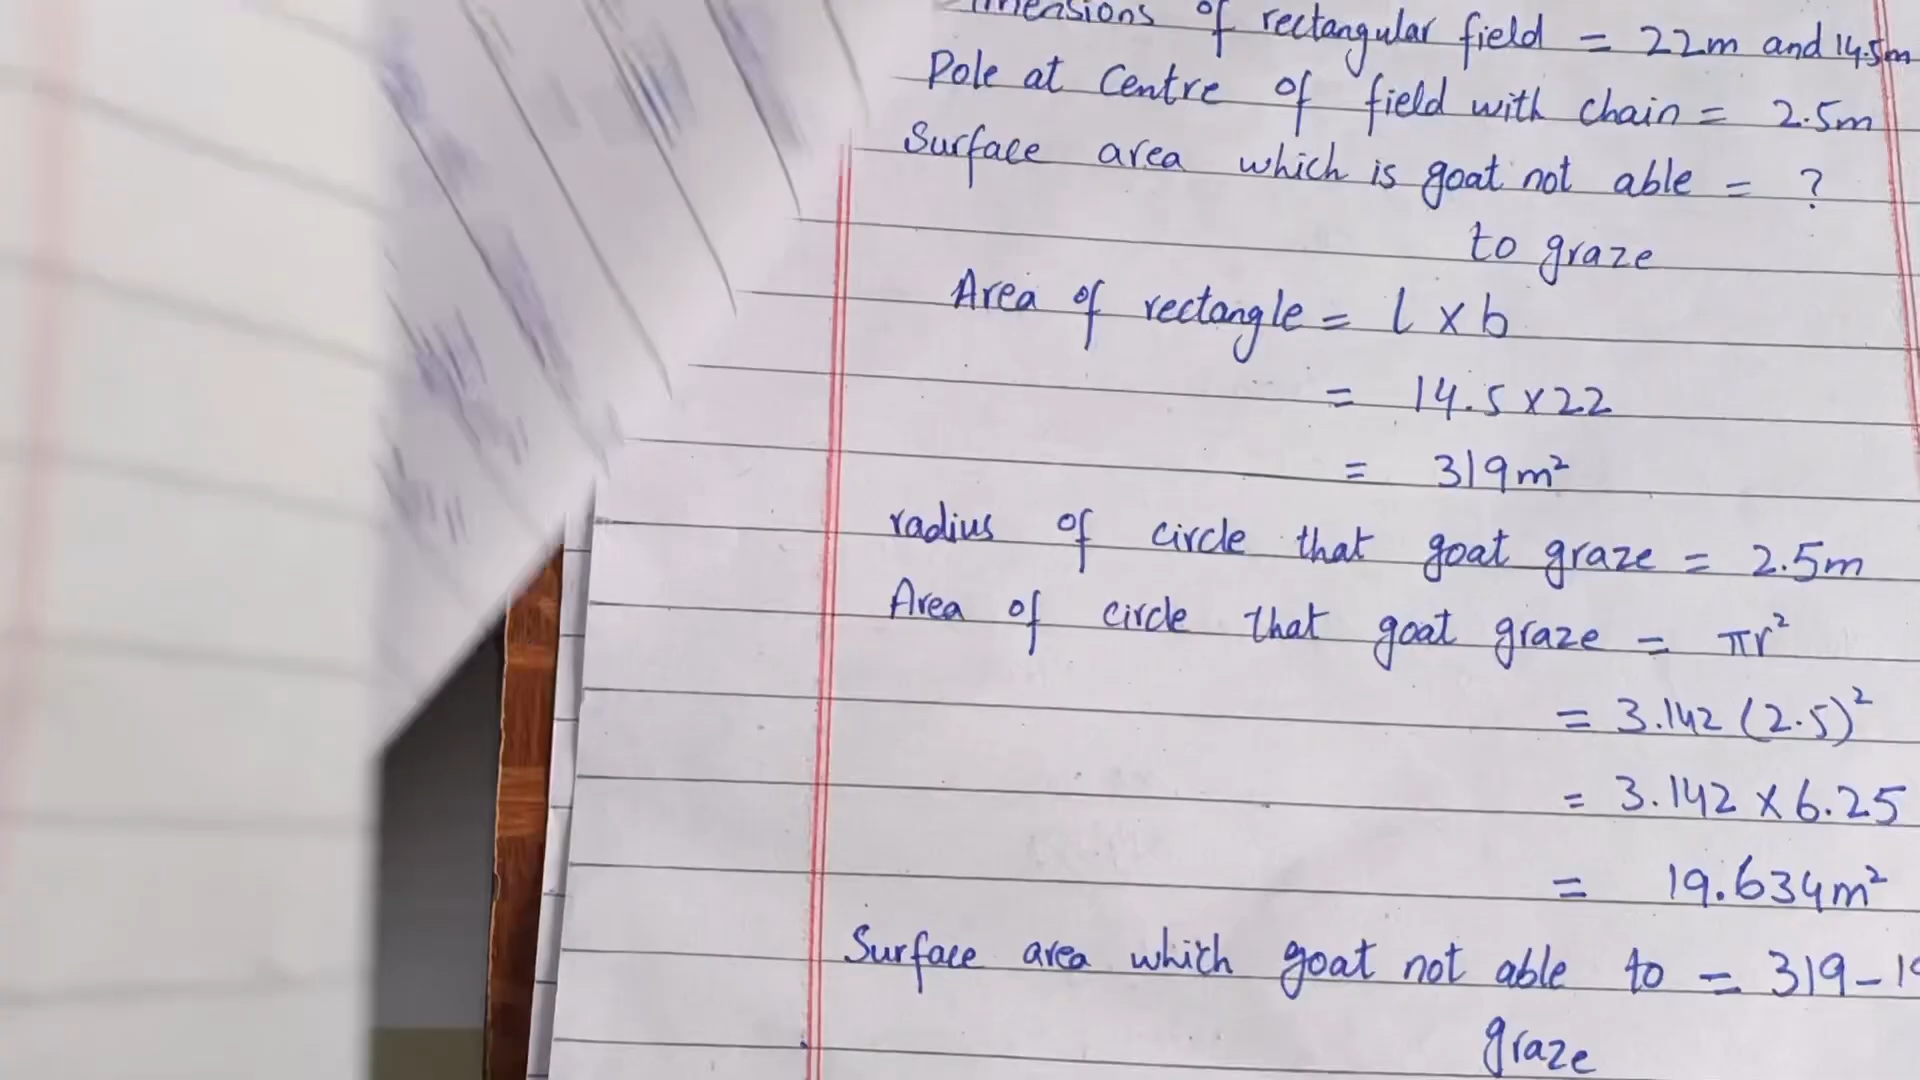 of rectangular field = 22m and 14.5m
Pole at Centre of field with chain = 2.5m
Surface area which is goat not able = ?
to graze
Area of rectangle = l x b
= 14.5 x 22
= 319m²
radius of circle that goat graze = 2.5m
Area of circle that goat graze = πr²
= 3.142 (2.5)²
= 3.142 x 6.25
= 19.634m²
Surface area which goat not able to = 319 -
graze